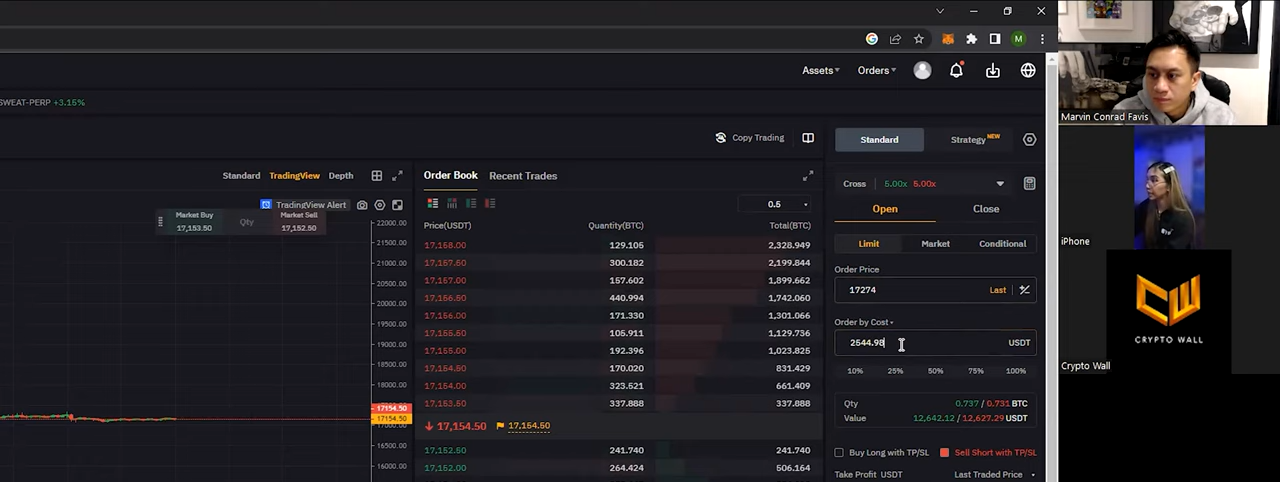 M
Assets
Orders
SWEAT-PERP +3.15%
Copy Trading
Standard
Strategy NEW
Standard
TradingView
Depth
Order Book
Recent Trades
Cross 5.00x 5.00x
TradingView Alert
Market Buy
17,153.50
Qty
Market Sell
17,152.50
0.5
Open
Close
Price(USDT)
Quantity(BTC)
Total(BTC)
17,158.00 129.105 2,328.949
17,157.50 300.182 2,199.844
17,157.00 157.602 1,899.662
17,156.50 440.994 1,742.060
17,156.00 171.330 1,301.066
17,155.50 105.911 1,129.736
17,155.00 192.396 1,023.825
17,154.50 170.020 831.429
17,154.00 323.521 661.409
17,153.50 337.888 337.888
17,154.50
17,154.50
17,152.50 241.740 241.740
17,152.00 264.424 506.164
22000.00
21500.00
21000.00
20500.00
20000.00
19500.00
19000.00
18500.00
18000.00
17154.50
17154.50
17000.00
16500.00
16000.00
Limit
Market
Conditional
Order Price
17274
Last
Order by Cost
2544.98
USDT
10%
25%
50%
75%
100%
Qty 0.737 / 0.731 BTC
Value 12,642.12 / 12,627.29 USDT
Buy Long with TP/SL
Sell Short with TP/SL
Take Profit USDT
Last Traded Price
Marvin Conrad Favis
iPhone
CW
CRYPTO WALL
Crypto Wall